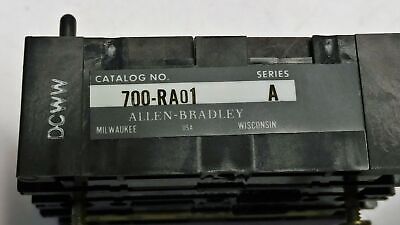 CATALOG NO. SERIES
700-RA01 A
ALLEN-BRADLEY
MILWAUKEE USA WISCONSIN
DCWW